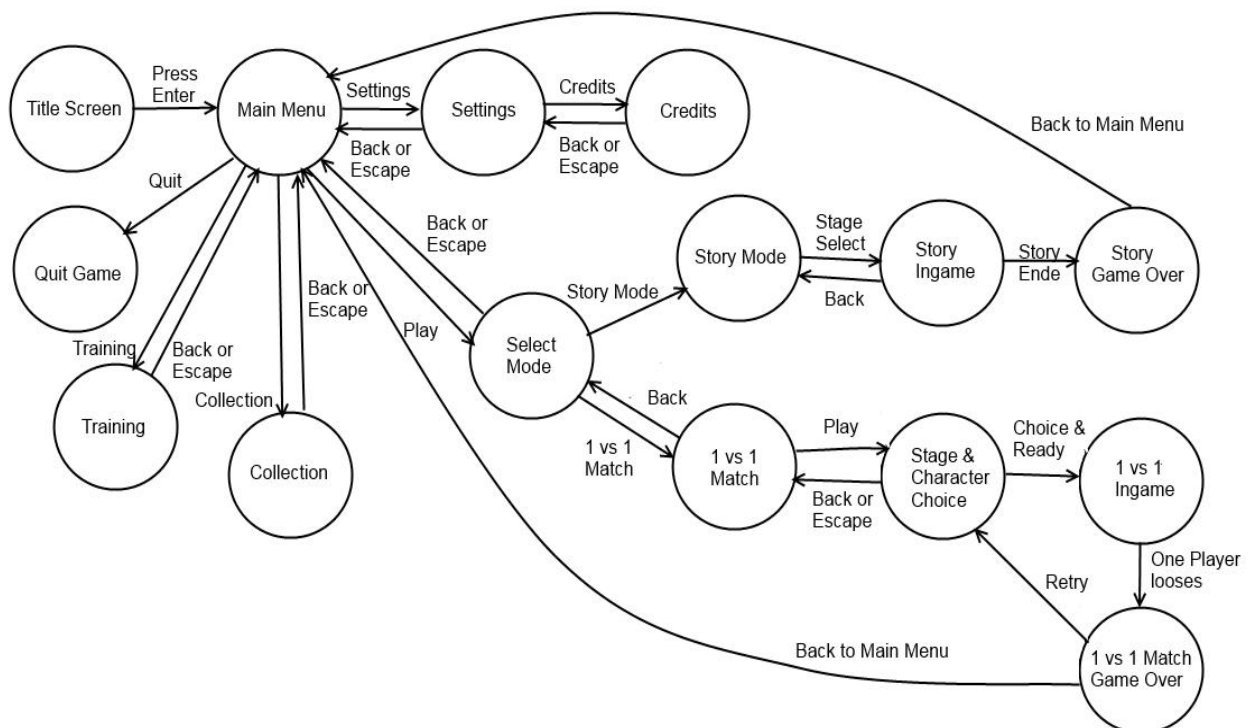 Title Screen
Press
Enter
Main Menu
Settings
Settings
Credits
Credits
Back or
Escape
Back or
Escape
Back to Main Menu
Quit
Quit Game
Training
Back or
Escape
Training
Collection
Back or
Escape
Collection
Back or
Escape
Play
Select
Mode
Story Mode
Story Mode
Stage
Select
Back
Story
Ingame
Story
Ende
Story
Game Over
Back
1 vs 1
Match
1 vs 1
Match
Play
Back or
Escape
Stage &
Character
Choice
Choice &
Ready
1 vs 1
Ingame
One Player
looses
Retry
1 vs 1 Match
Game Over
Back to Main Menu